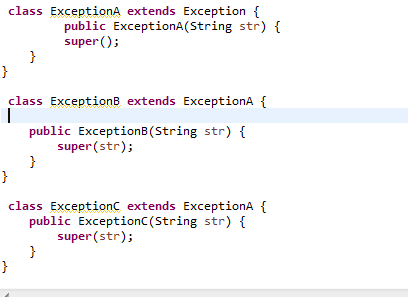 class ExceptionA extends Exception {
public ExceptionA(String str) {
super();
}
}
class ExceptionB extends ExceptionA {
public ExceptionB(String str) {
super(str);
}
}
class ExceptionC extends ExceptionA {
public ExceptionC(String str) {
super(str);
}
}